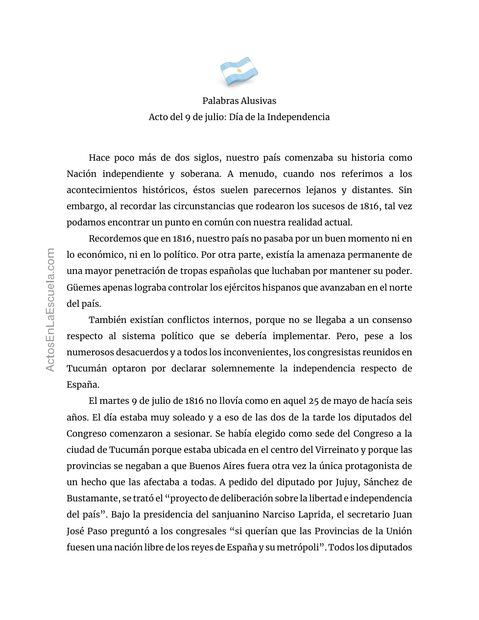 Palabras Alusivas
Acto del 9 de julio: Día de la Independencia
Hace poco más de dos siglos, nuestro país comenzaba su historia como
Nación independiente y soberana. A menudo, cuando nos referimos a los
acontecimientos históricos, éstos suelen parecernos lejanos y distantes. Sin
embargo, al recordar las circunstancias que rodearon los sucesos de 1816, tal vez
podamos encontrar un punto en común con nuestra realidad actual.
Recordemos que en 1816, nuestro país no pasaba por un buen momento ni en
lo económico, ni en lo político. Por otra parte, existía la amenaza permanente de
una mayor penetración de tropas españolas que luchaban por mantener su poder.
Güemes apenas lograba controlar los ejércitos hispanos que avanzaban en el norte
del país.
También existían conflictos internos, porque no se llegaba a un consenso
respecto al sistema político que se debería implementar. Pero, pese a los
numerosos desacuerdos y a todos los inconvenientes, los congresistas reunidos en
Tucumán optaron por declarar solemnemente la independencia respecto de
España.
El martes 9 de julio de 1816 no llovía como en aquel 25 de mayo de hacía seis
años. El día estaba muy soleado y a eso de las dos de la tarde los diputados del
Congreso comenzaron a sesionar. Se había elegido como sede del Congreso a la
ciudad de Tucumán porque estaba ubicada en el centro del Virreinato y porque las
provincias se negaban a que Buenos Aires fuera otra vez la única protagonista de
un hecho que las afectaba a todas. A pedido del diputado por Jujuy, Sánchez de
Bustamante, se trató el “proyecto de deliberación sobre la libertad e independencia
del país”. Bajo la presidencia del sanjuanino Narciso Laprida, el secretario Juan
José Paso preguntó a los congresales “si querían que las Provincias de la Unión
fuesen una nación libre de los reyes de España y su metrópoli”. Todos los diputados
ActosEnLaEscuela.com